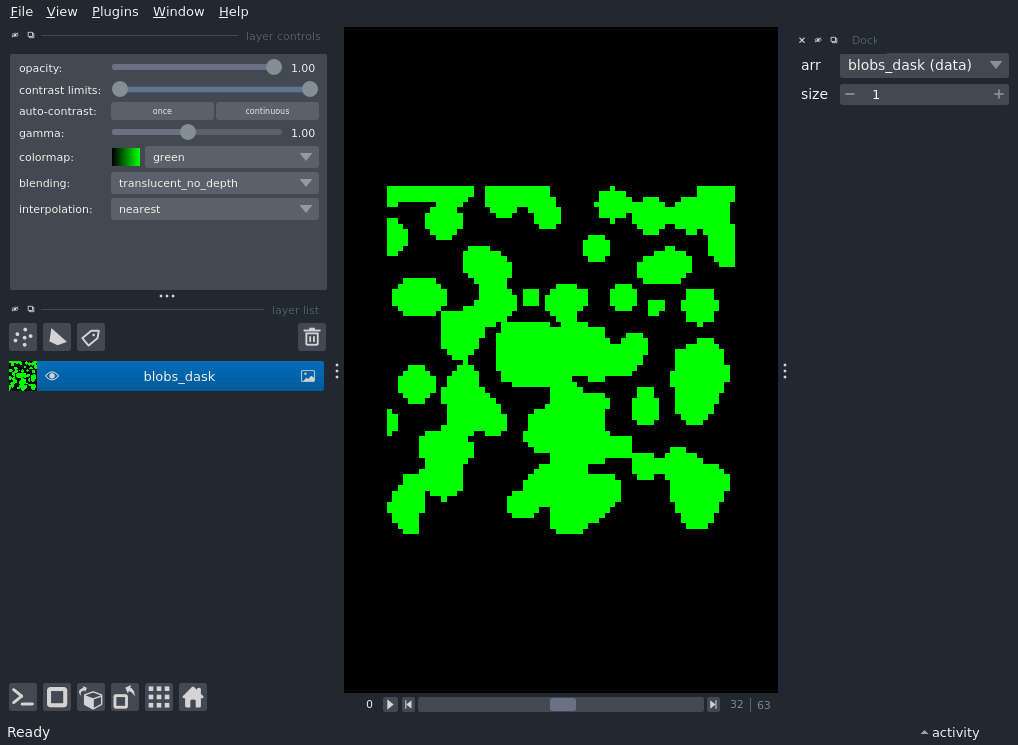 File View Plugins Window Help
layer controls
opacity: 1.00
contrast limits:
auto-contrast: once continuous
gamma: 1.00
colormap: green
blending: translucent_no_depth
interpolation: nearest
layer list
blobs_dask
0 32 63
Ready
Dock
arr blobs_dask (data)
size 1
activity